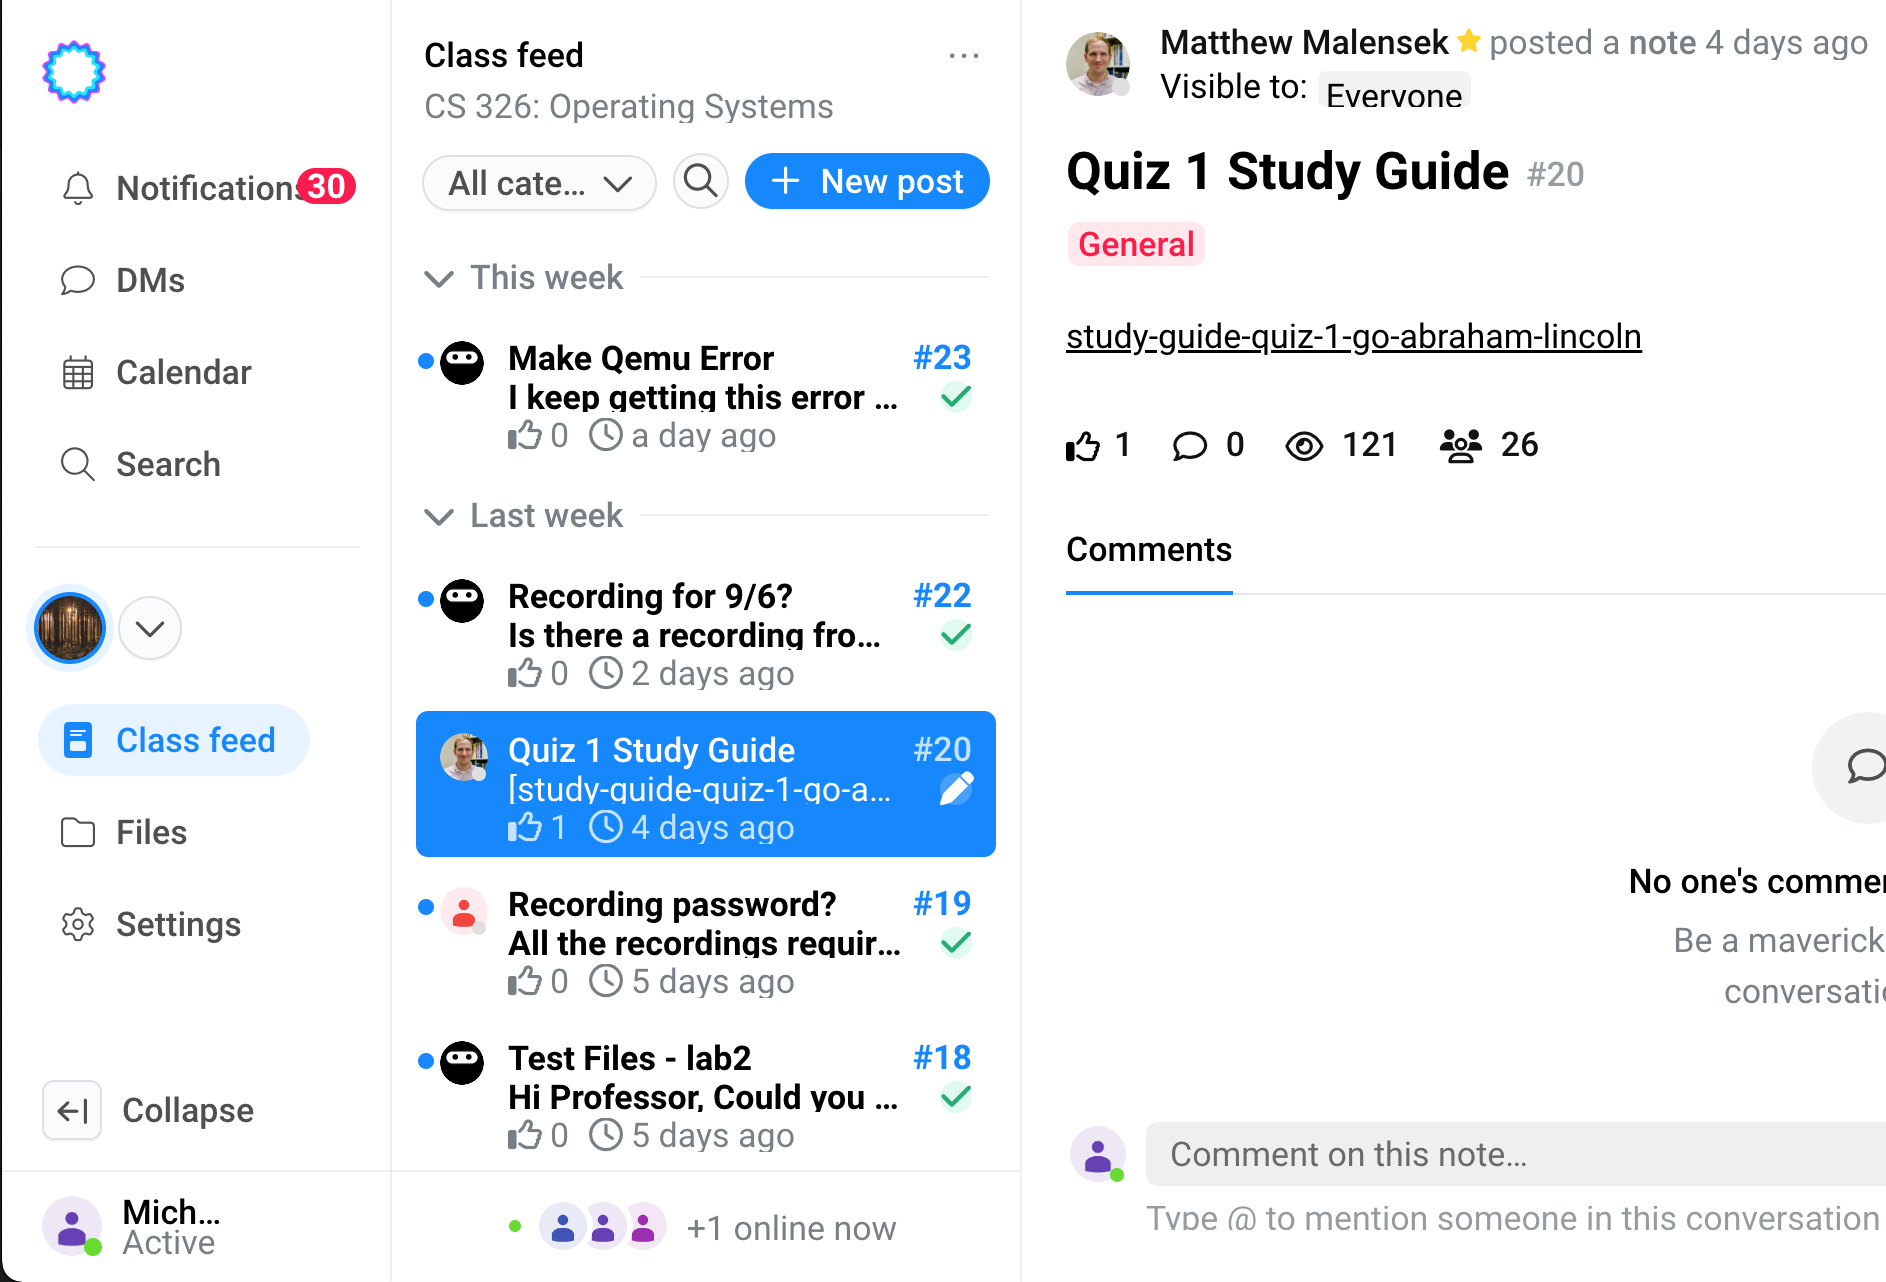 Notifications 30
DMs
Calendar
Search
Class feed
Files
Settings
Collapse
Mich...
Active
Class feed
CS 326: Operating Systems
All cate...
New post
This week
Make Qemu Error #23
I keep getting this error ...
0 a day ago
Last week
Recording for 9/6? #22
Is there a recording fro...
0 2 days ago
Quiz 1 Study Guide #20
[study-guide-quiz-1-go-a...
1 4 days ago
Recording password? #19
All the recordings requir...
0 5 days ago
Test Files - lab2 #18
Hi Professor, Could you ...
0 5 days ago
+1 online now
Matthew Malensek posted a note 4 days ago
Visible to: Everyone
Quiz 1 Study Guide #20
General
study-guide-quiz-1-go-abraham-lincoln
1 0 121 26
Comments
No one's comme
Be a maverick
conversati
Comment on this note...
Type @ to mention someone in this conversation